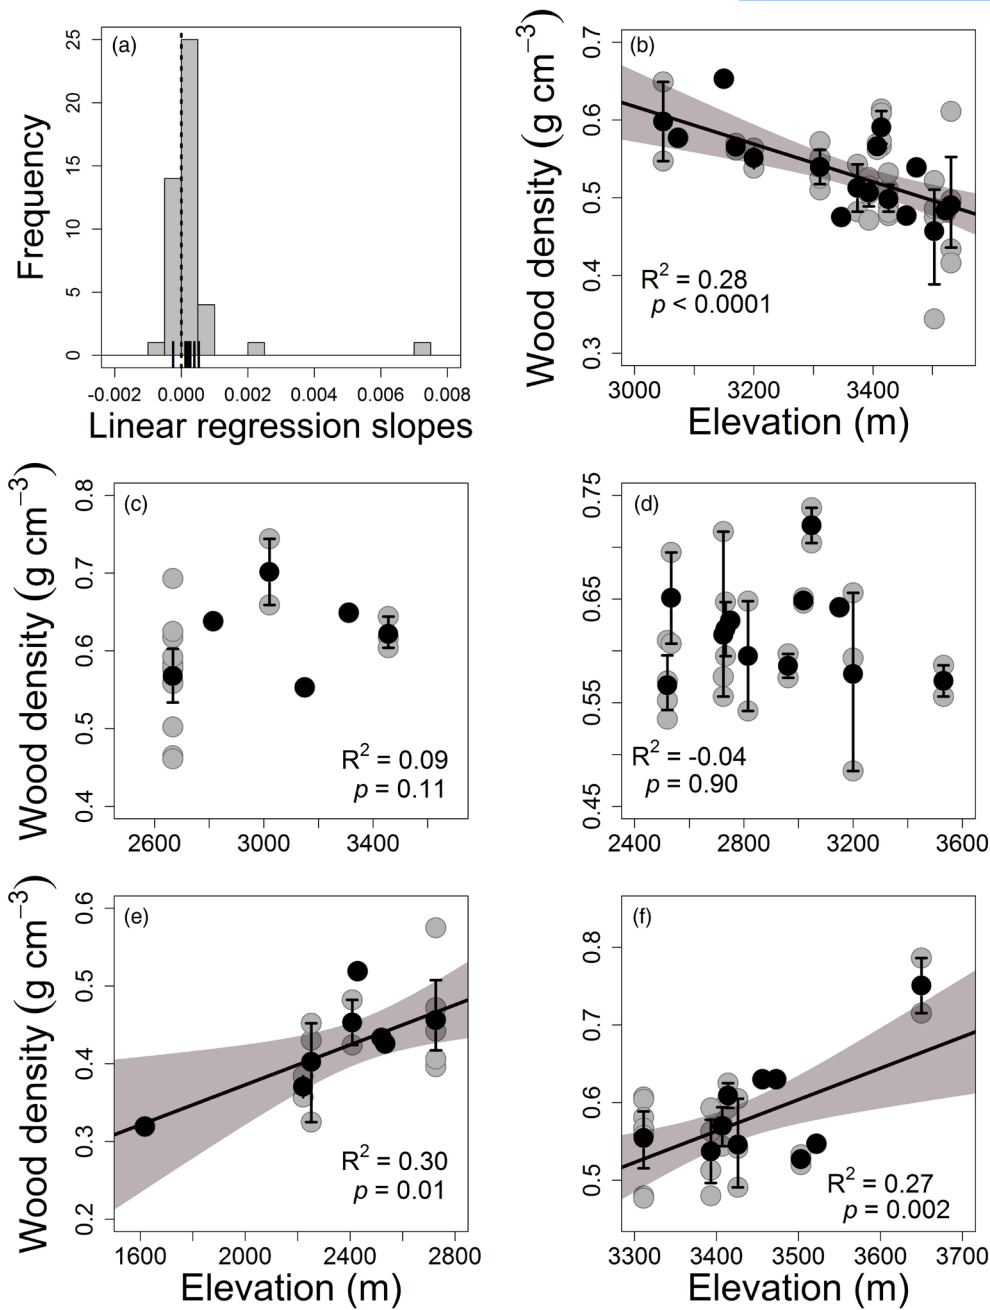 (a)
Frequency
0 5 10 15 20 25
-0.002 0.000 0.002 0.004 0.006 0.008
Linear regression slopes
(b)
Wood density (g cm−3)
0.3 0.4 0.5 0.6 0.7
R2 = 0.28
p < 0.0001
3000 3200 3400
Elevation (m)
(c)
Wood density (g cm−3)
0.4 0.5 0.6 0.7 0.8
R2 = 0.09
p = 0.11
2600 3000 3400
(d)
0.45 0.55 0.65 0.75
R2 = -0.04
p = 0.90
2400 2800 3200 3600
(e)
Wood density (g cm−3)
0.2 0.3 0.4 0.5 0.6
R2 = 0.30
p = 0.01
1600 2000 2400 2800
Elevation (m)
(f)
0.5 0.6 0.7 0.8
R2 = 0.27
p = 0.002
3300 3400 3500 3600 3700
Elevation (m)